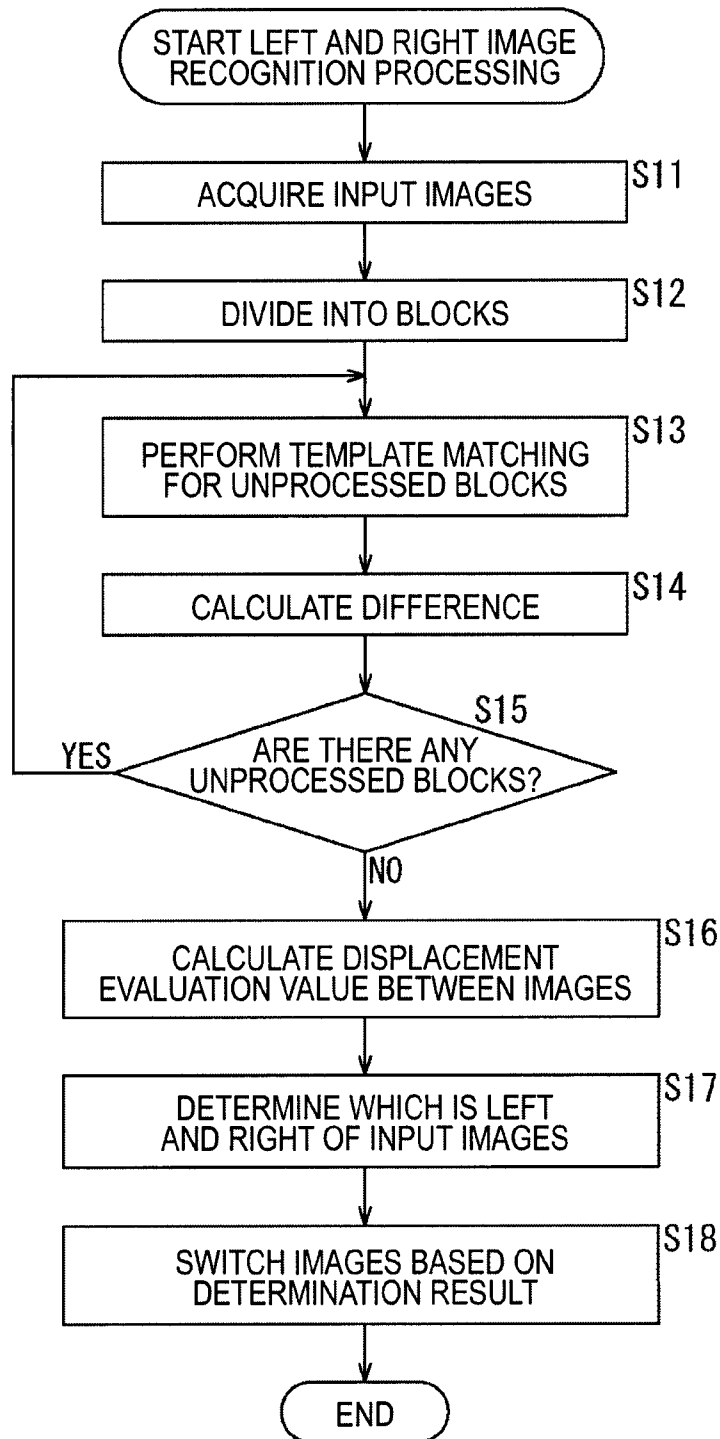 START LEFT AND RIGHT IMAGE
RECOGNITION PROCESSING
S11
ACQUIRE INPUT IMAGES
S12
DIVIDE INTO BLOCKS
S13
PERFORM TEMPLATE MATCHING
FOR UNPROCESSED BLOCKS
S14
CALCULATE DIFFERENCE
S15
YES
ARE THERE ANY
UNPROCESSED BLOCKS?
NO
S16
CALCULATE DISPLACEMENT
EVALUATION VALUE BETWEEN IMAGES
S17
DETERMINE WHICH IS LEFT
AND RIGHT OF INPUT IMAGES
S18
SWITCH IMAGES BASED ON
DETERMINATION RESULT
END